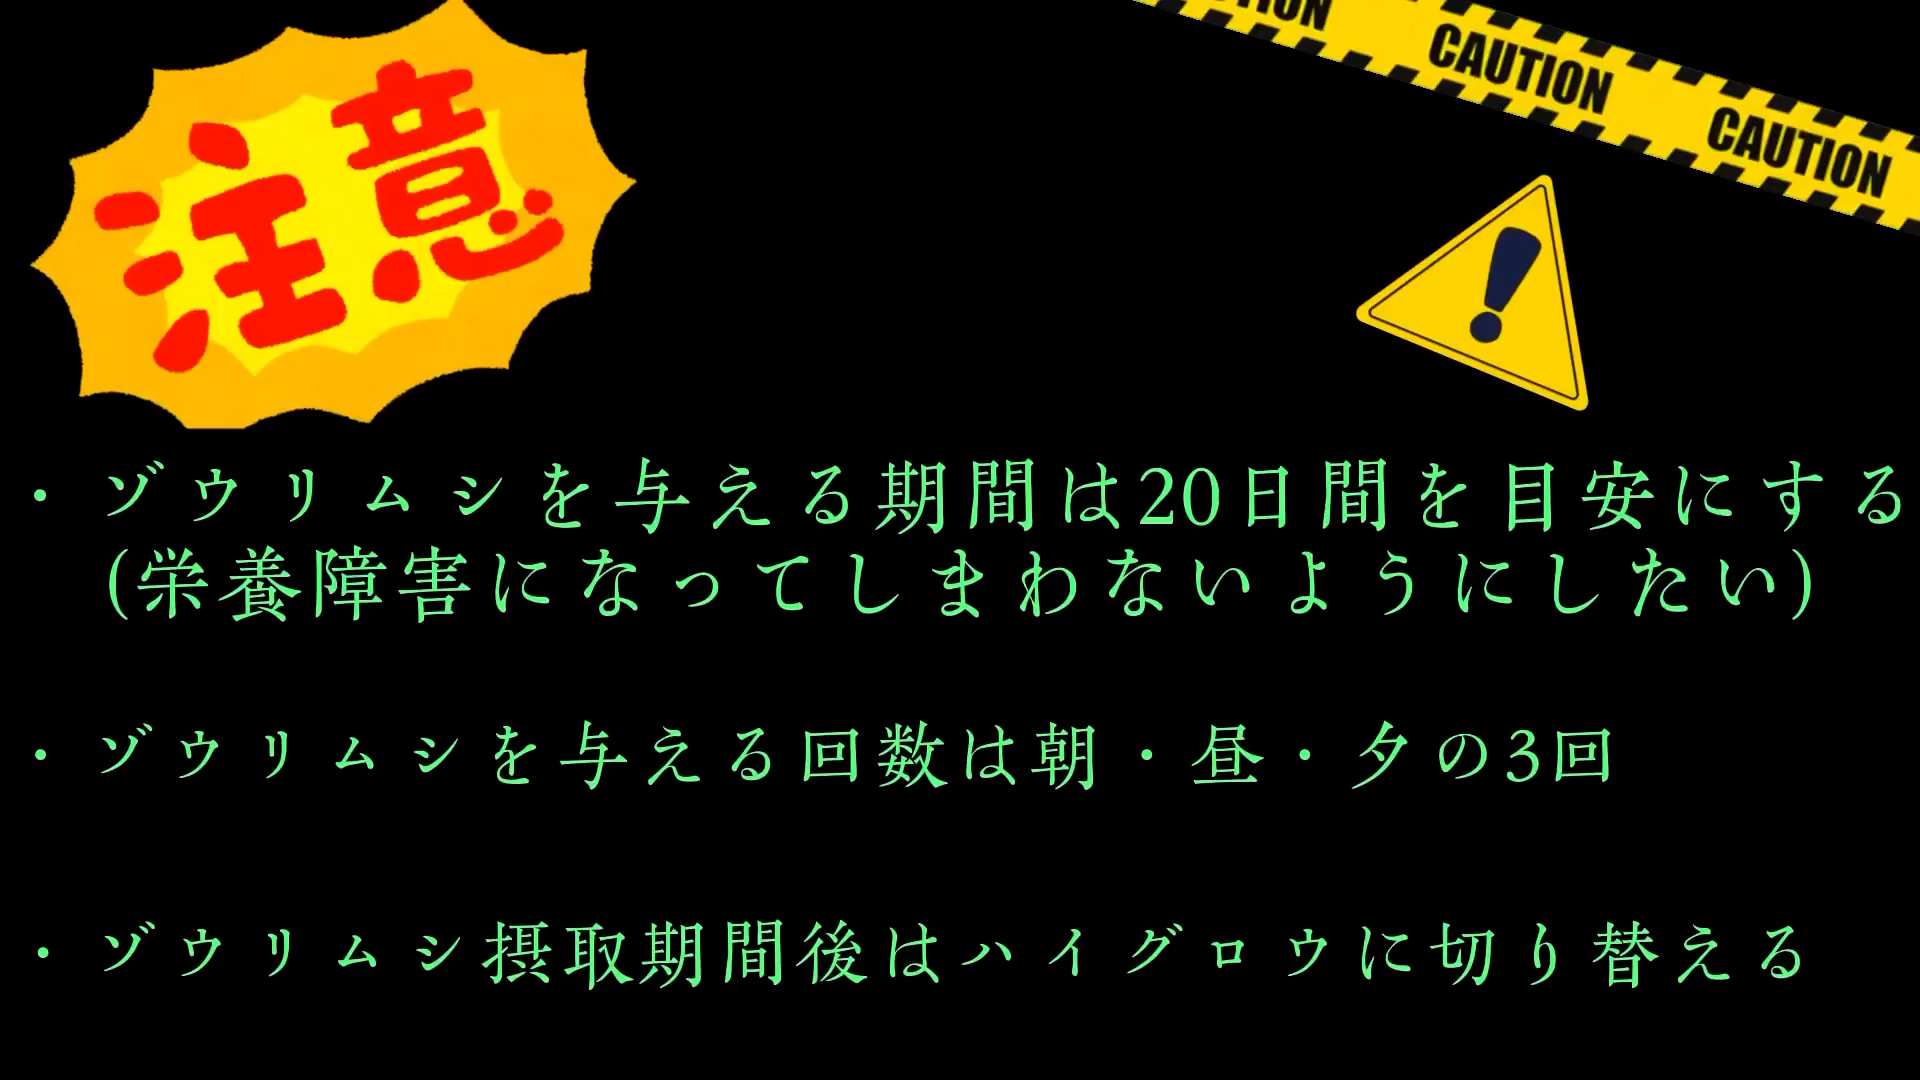 注意
CAUTION
CAUTION
・ゾウリムシを与える期間は20日間を目安にする
(栄養障害になってしまわないようにしたい)
・ゾウリムシを与える回数は朝・昼・夕の3回
・ゾウリムシ摂取期間後はハイグロウに切り替える